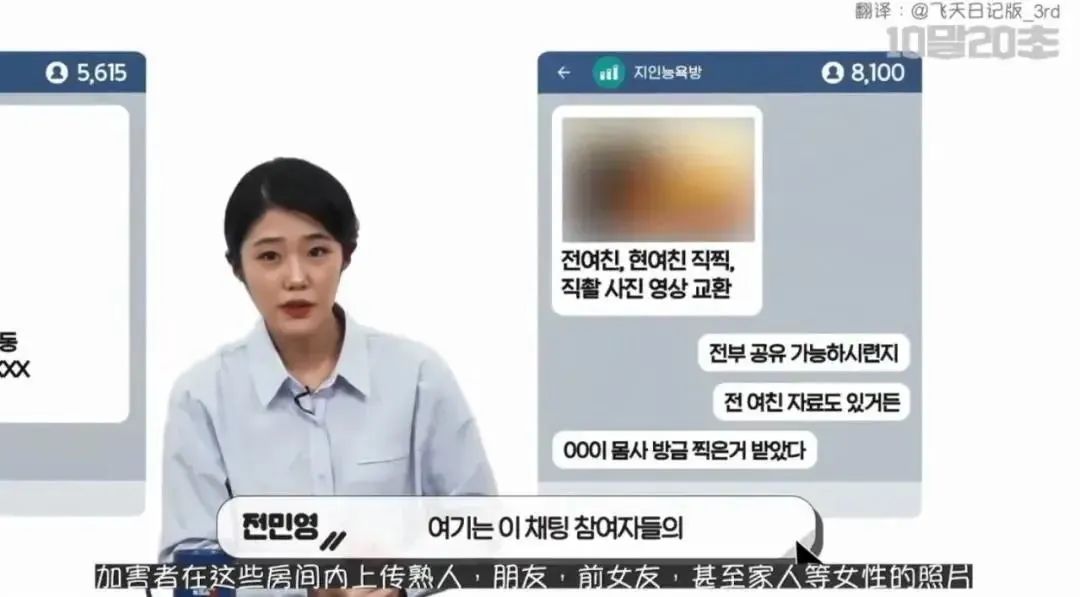 翻译：@飞天日记版_3rd
10말20초
5,615
지인능욕방
8,100
전여친, 현여친 직찍,
직촬 사진 영상 교환
전부 공유 가능하시련지
전 여친 자료도 있거든
OOO이 몸사 방금 찍은거 받았다
동
XXX
전민영
여기는 이 채팅 참여자들의
加害者在这些房间内上传熟人，朋友，前女友，甚至家人等女性的照片